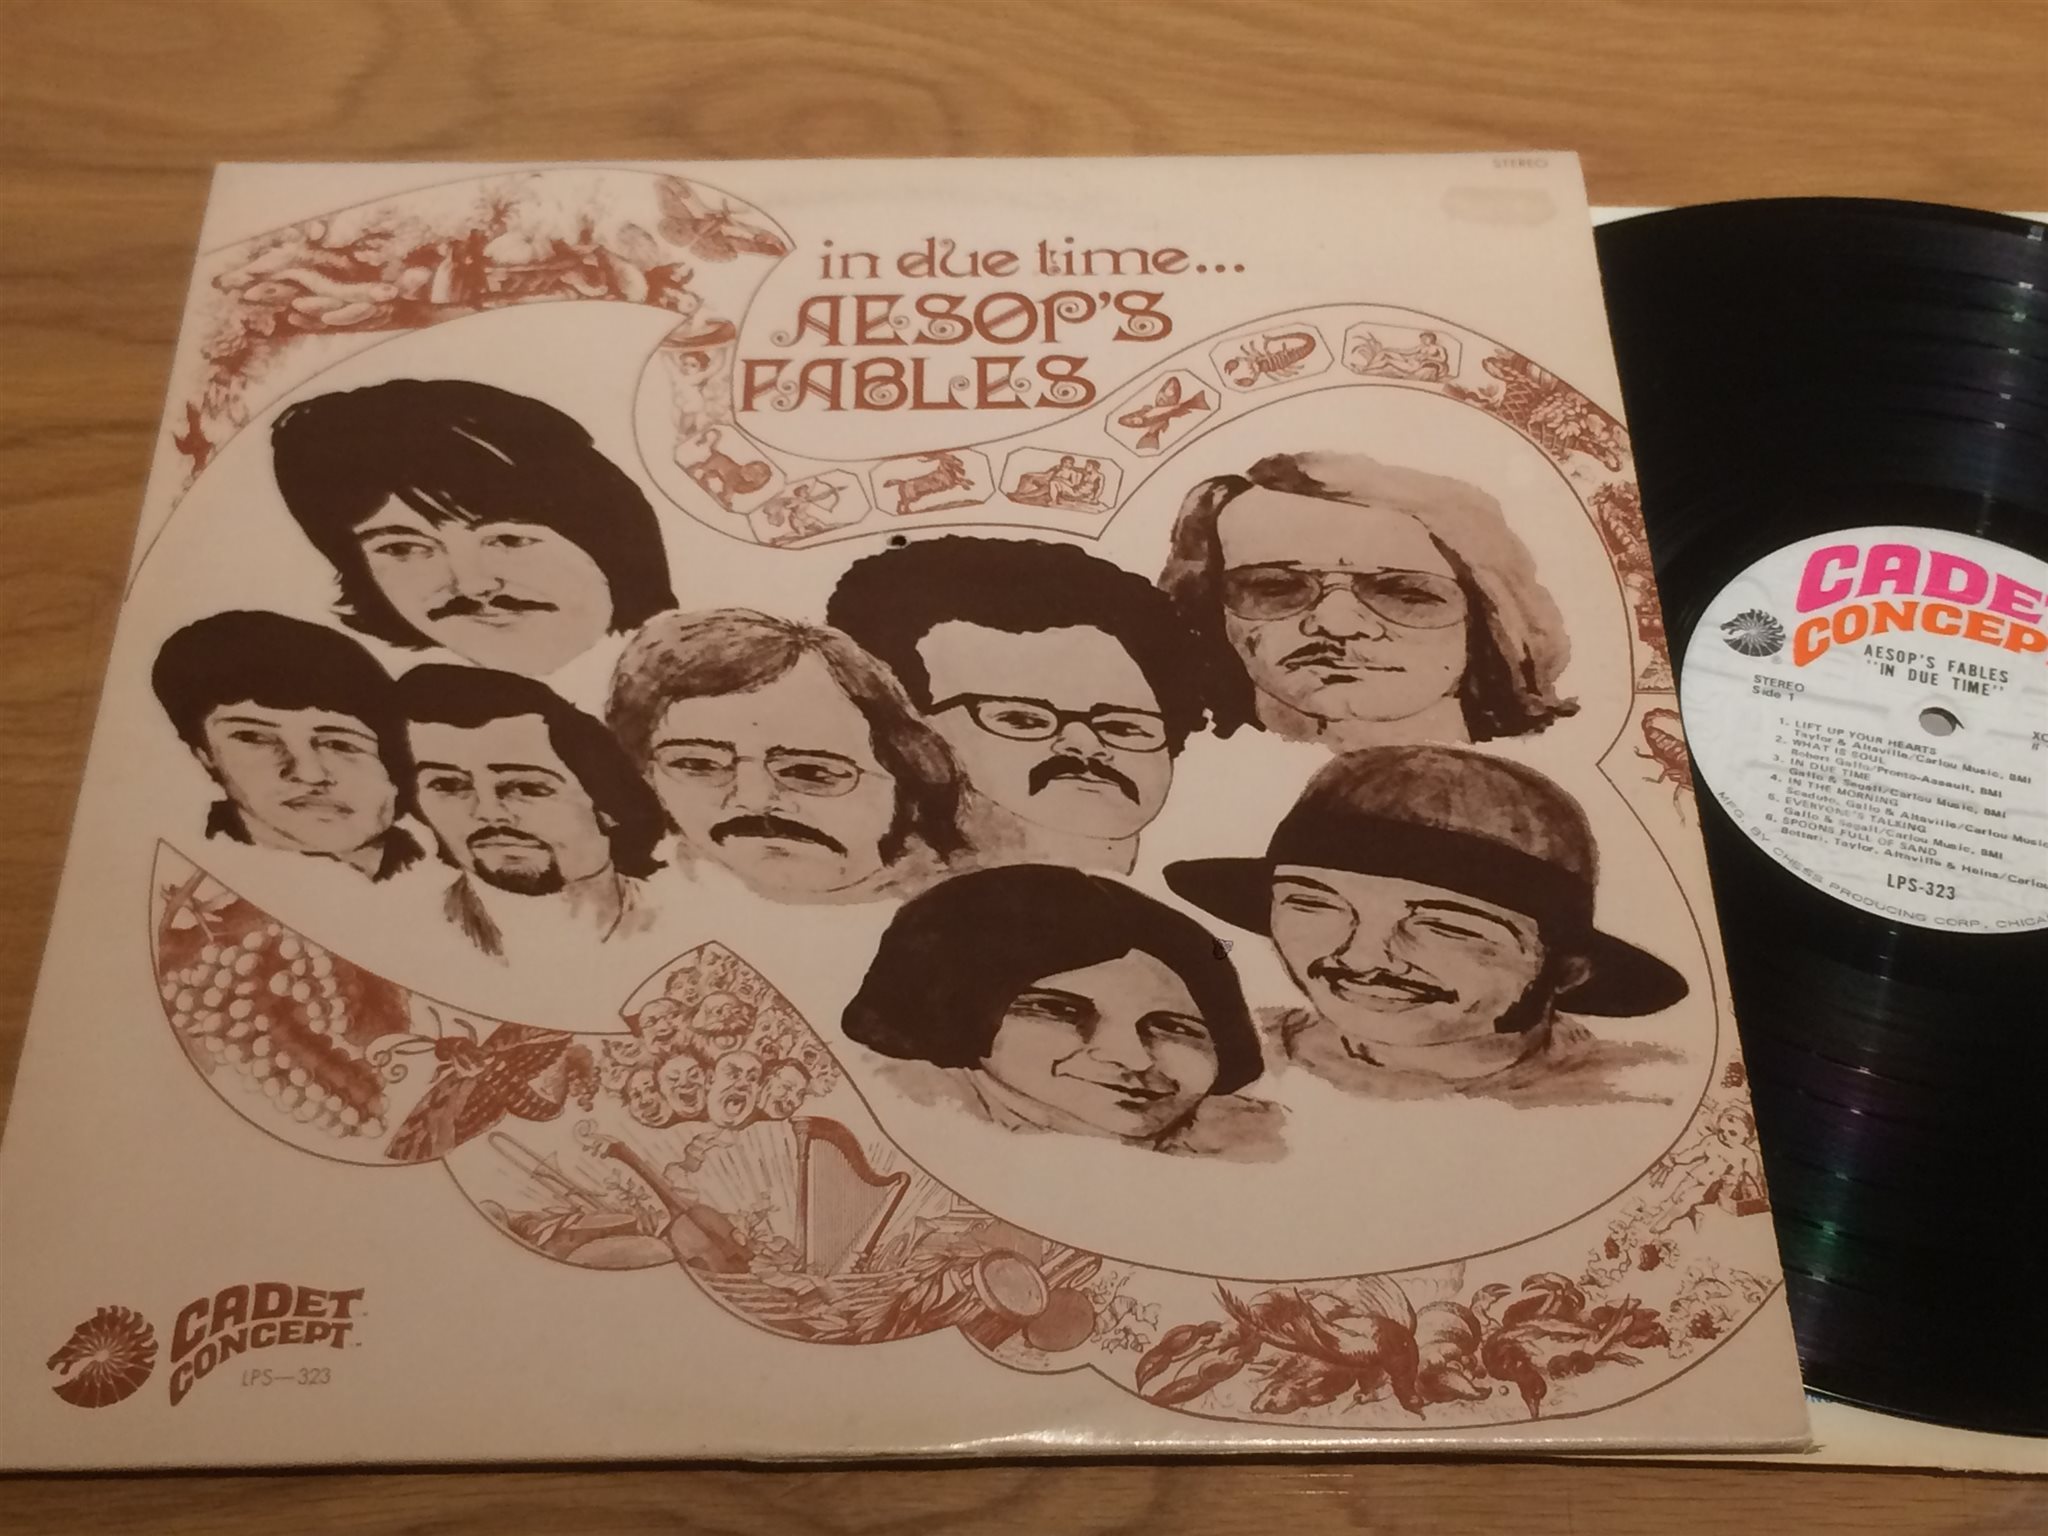 STEREO
in due time...
AESOP'S
FABLES
CADET
CONCEPT
LPS—323
CADE
CONCEP
AESOP'S FABLES
"IN DUE TIME"
STEREO
Side 1
1. LIFT UP YOUR HEARTS
Taylor & Altaville/Carlou Music, BMI
2. WHAT IS SOUL
Robert Gallo/Pronto-Assault, BMI
3. IN DUE TIME
Gallo & Segall/Carlou Music, BMI
4. IN THE MORNING
Scaduto, Gallo & Altaville/Carlou Music
5. EVERYONE'S TALKING
Gallo & Segall/Carlou Music, BMI
6. SPOONS FULL OF SAND
Bottari, Taylor, Altaville & Heins/Carlou
LPS-323
MFG. BY CHESS PRODUCING CORP., CHICA